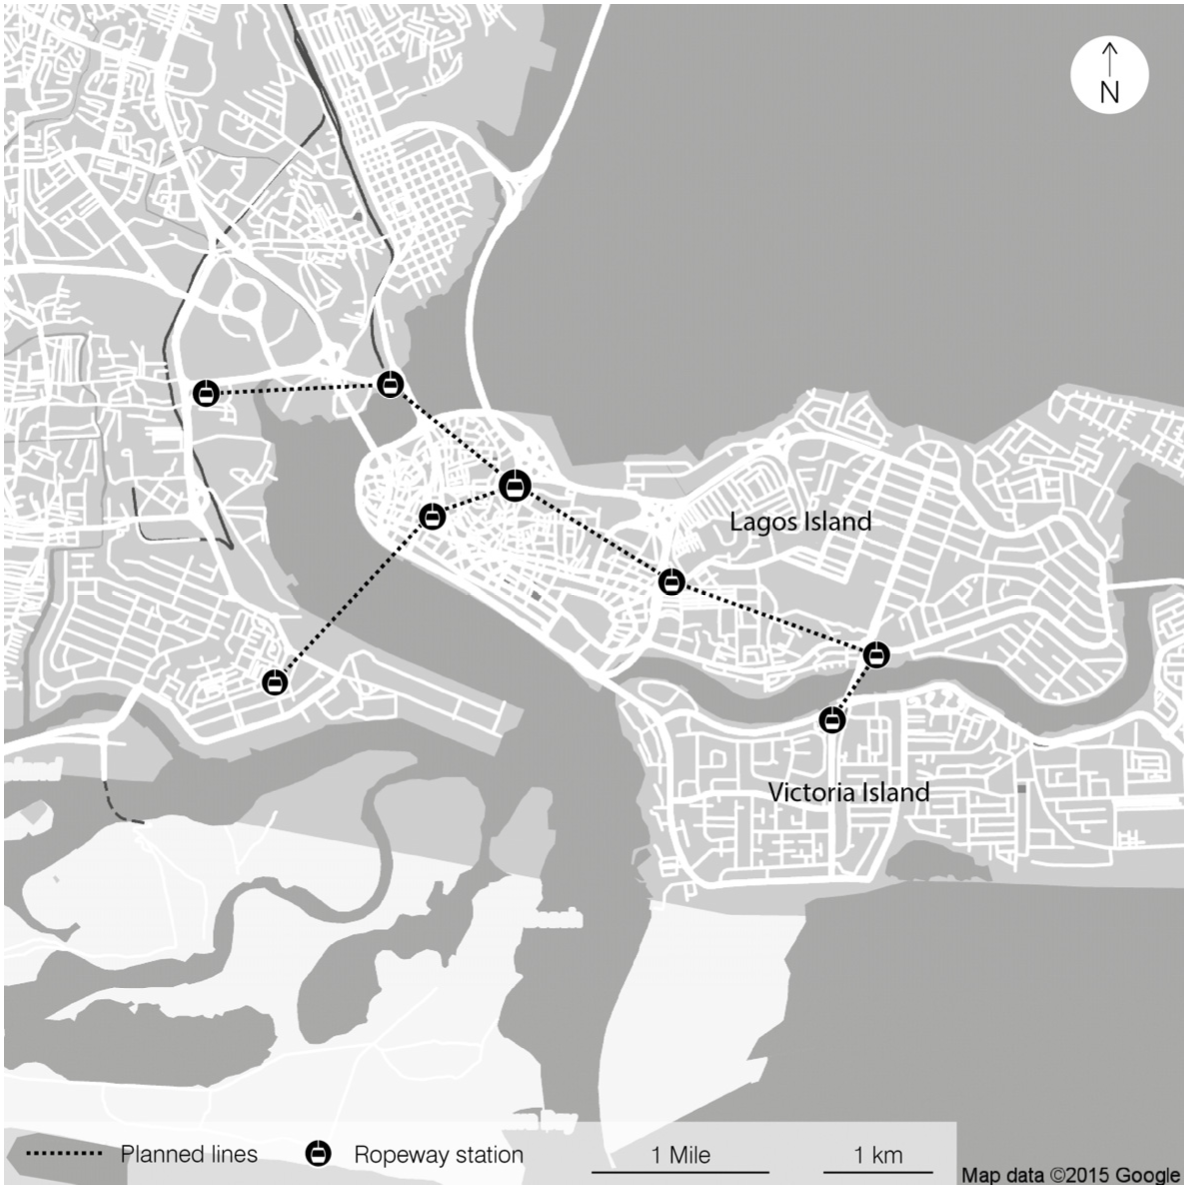 N
Lagos Island
Victoria Island
Planned lines
Ropeway station
1 Mile
1 km
Map data ©2015 Google